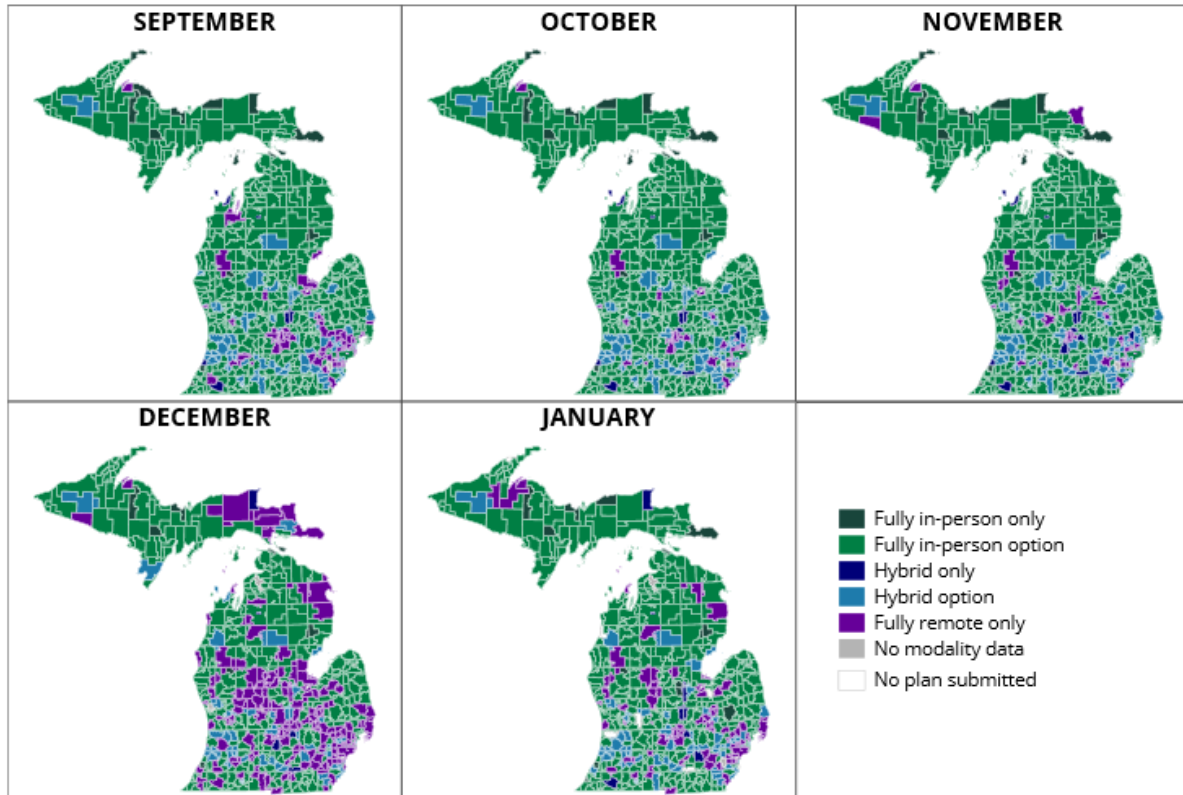 SEPTEMBER
OCTOBER
NOVEMBER
DECEMBER
JANUARY
Fully in-person only
Fully in-person option
Hybrid only
Hybrid option
Fully remote only
No modality data
No plan submitted